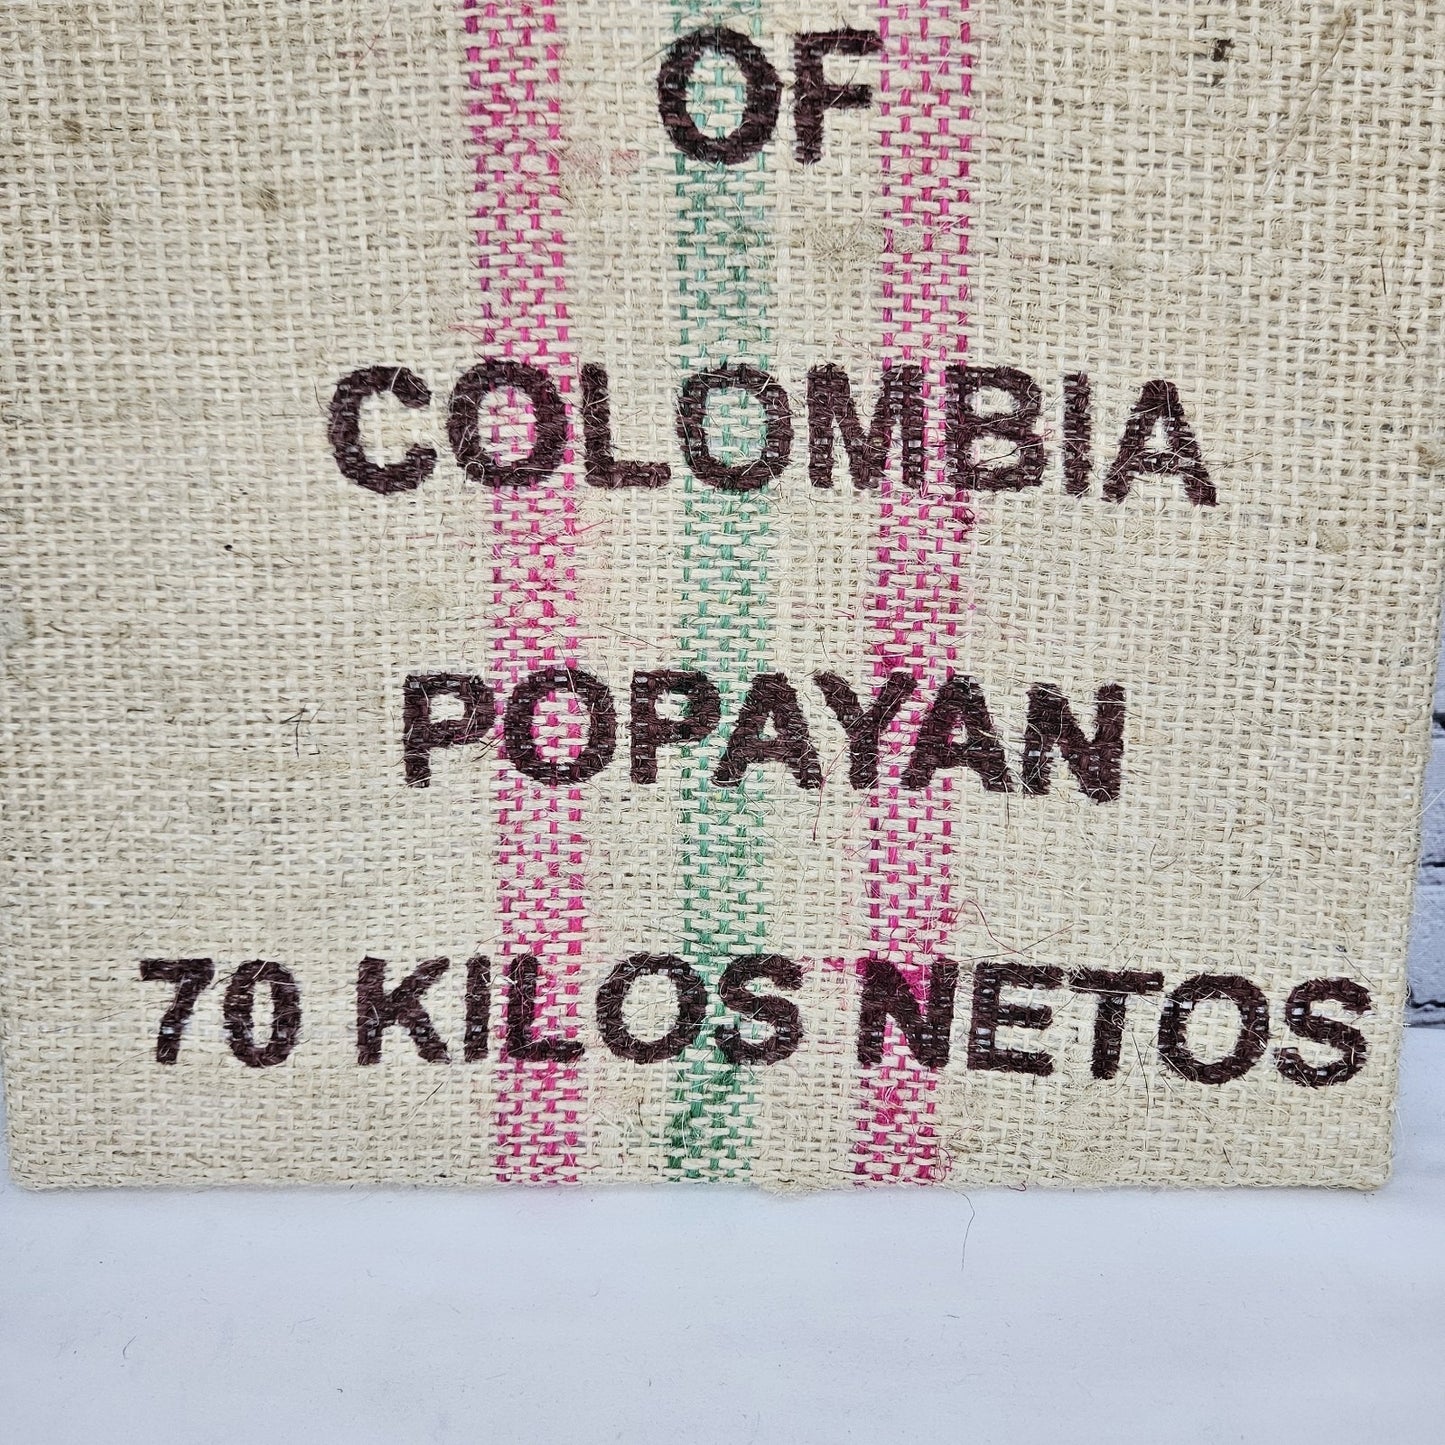 OF
COLOMBIA
POPAYAN
70 KILOS NETOS